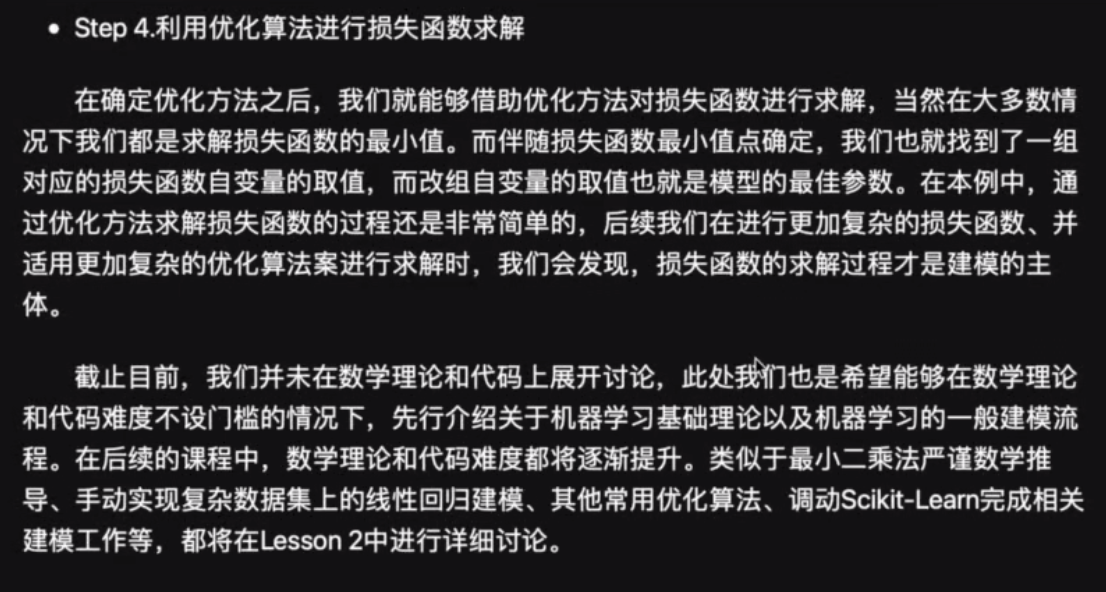 • Step 4.利用优化算法进行损失函数求解
在确定优化方法之后，我们就能够借助优化方法对损失函数进行求解，当然在大多数情
况下我们都是求解损失函数的最小值。而伴随损失函数最小值点确定，我们也就找到了一组
对应的损失函数自变量的取值，而改组自变量的取值也就是模型的最佳参数。在本例中，通
过优化方法求解损失函数的过程还是非常简单的，后续我们在进行更加复杂的损失函数、并
适用更加复杂的优化算法案进行求解时，我们会发现，损失函数的求解过程才是建模的主
体。
截止目前，我们并未在数学理论和代码上展开讨论，此处我们也是希望能够在数学理论
和代码难度不设门槛的情况下，先行介绍关于机器学习基础理论以及机器学习的一般建模流
程。在后续的课程中，数学理论和代码难度都将逐渐提升。类似于最小二乘法严谨数学推
导、手动实现复杂数据集上的线性回归建模、其他常用优化算法、调动Scikit-Learn完成相关
建模工作等，都将在Lesson 2中进行详细讨论。